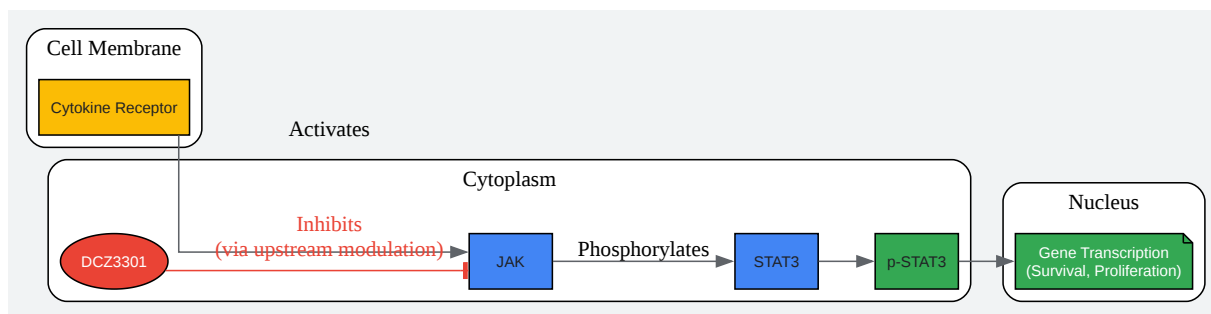 Cell Membrane
Cytokine Receptor
Activates
Cytoplasm
Inhibits
(via upstream modulation)
DCZ3301
JAK
Phosphorylates
STAT3
p-STAT3
Nucleus
Gene Transcription
(Survival, Proliferation)